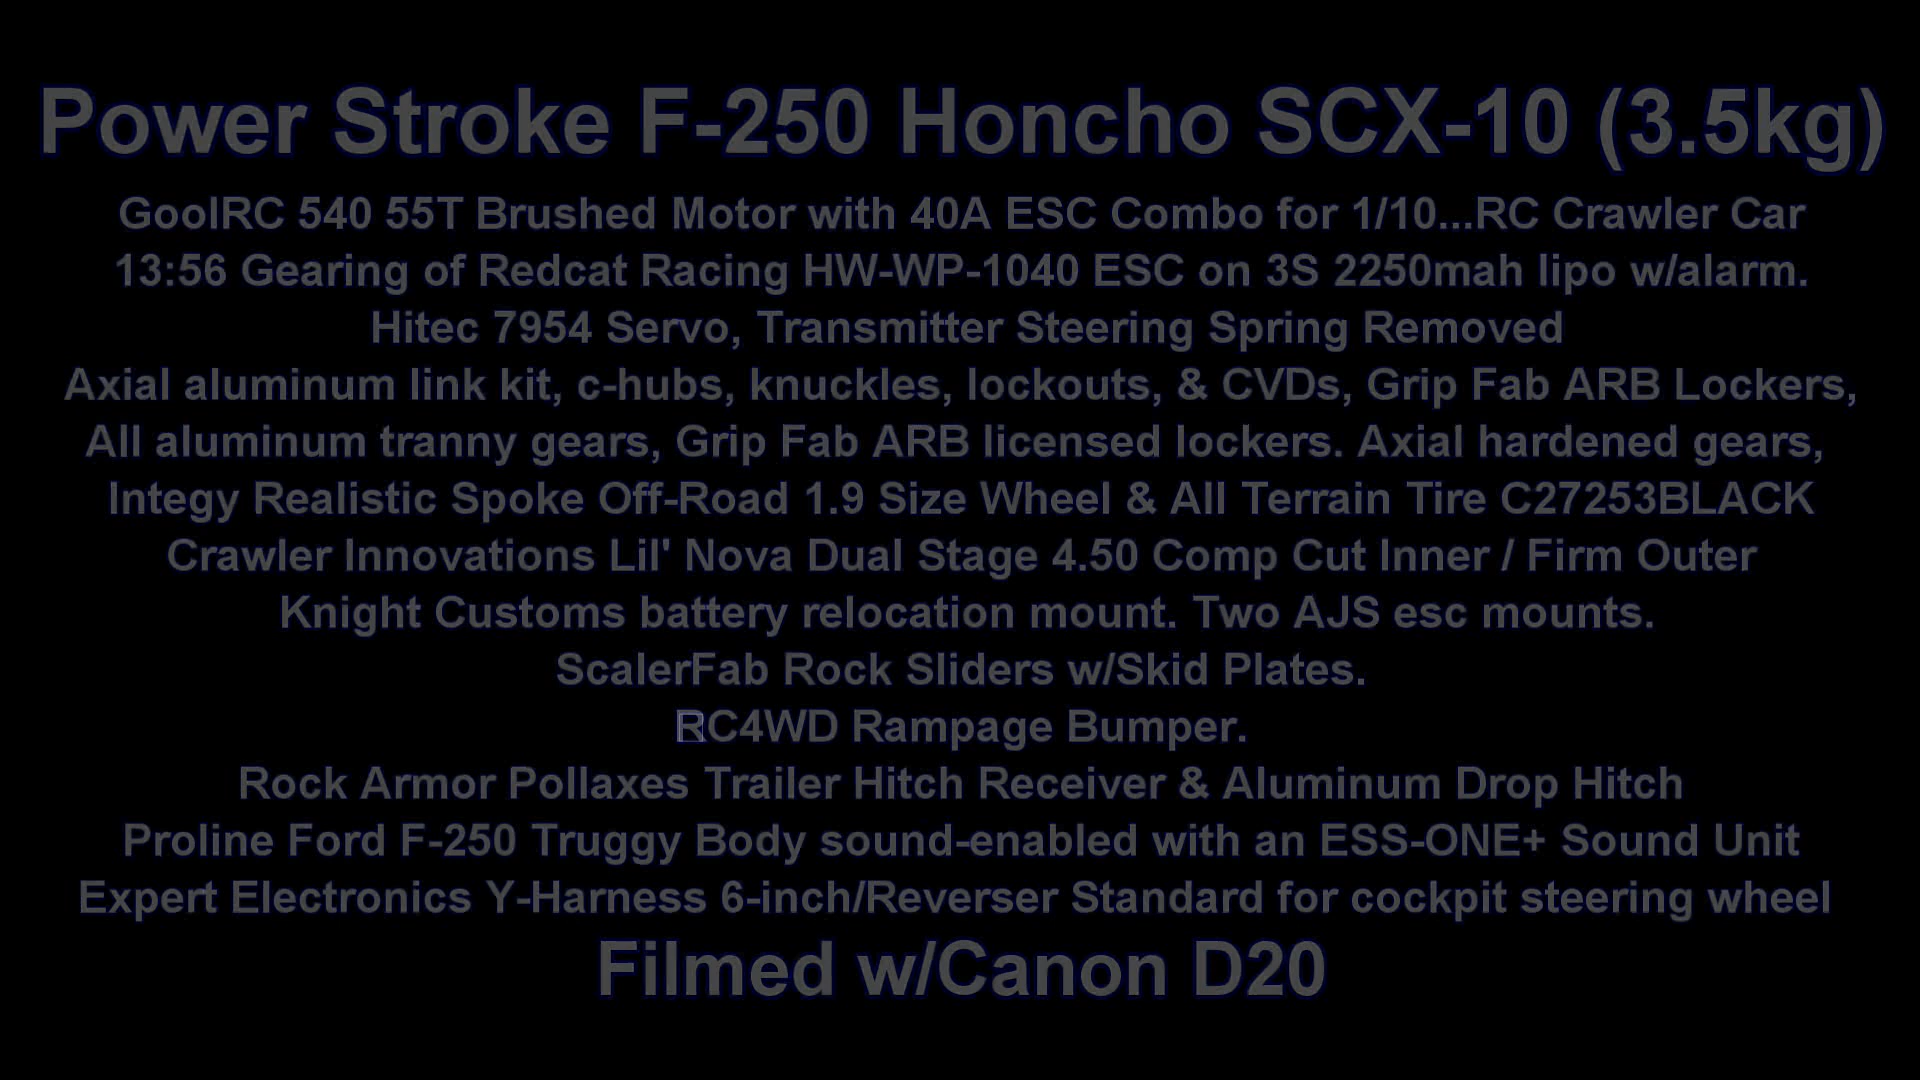 Power Stroke F-250 Honcho SCX-10 (3.5kg)
GoolRC 540 55T Brushed Motor with 40A ESC Combo for 1/10...RC Crawler Car
13:56 Gearing of Redcat Racing HW-WP-1040 ESC on 3S 2250mah lipo w/alarm.
Hitec 7954 Servo, Transmitter Steering Spring Removed
Axial aluminum link kit, c-hubs, knuckles, lockouts, & CVDs, Grip Fab ARB Lockers,
All aluminum tranny gears, Grip Fab ARB licensed lockers. Axial hardened gears,
Integy Realistic Spoke Off-Road 1.9 Size Wheel & All Terrain Tire C27253BLACK
Crawler Innovations Lil' Nova Dual Stage 4.50 Comp Cut Inner / Firm Outer
Knight Customs battery relocation mount. Two AJS esc mounts.
ScalerFab Rock Sliders w/Skid Plates.
RC4WD Rampage Bumper.
Rock Armor Pollaxes Trailer Hitch Receiver & Aluminum Drop Hitch
Proline Ford F-250 Truggy Body sound-enabled with an ESS-ONE+ Sound Unit
Expert Electronics Y-Harness 6-inch/Reverser Standard for cockpit steering wheel
Filmed w/Canon D20